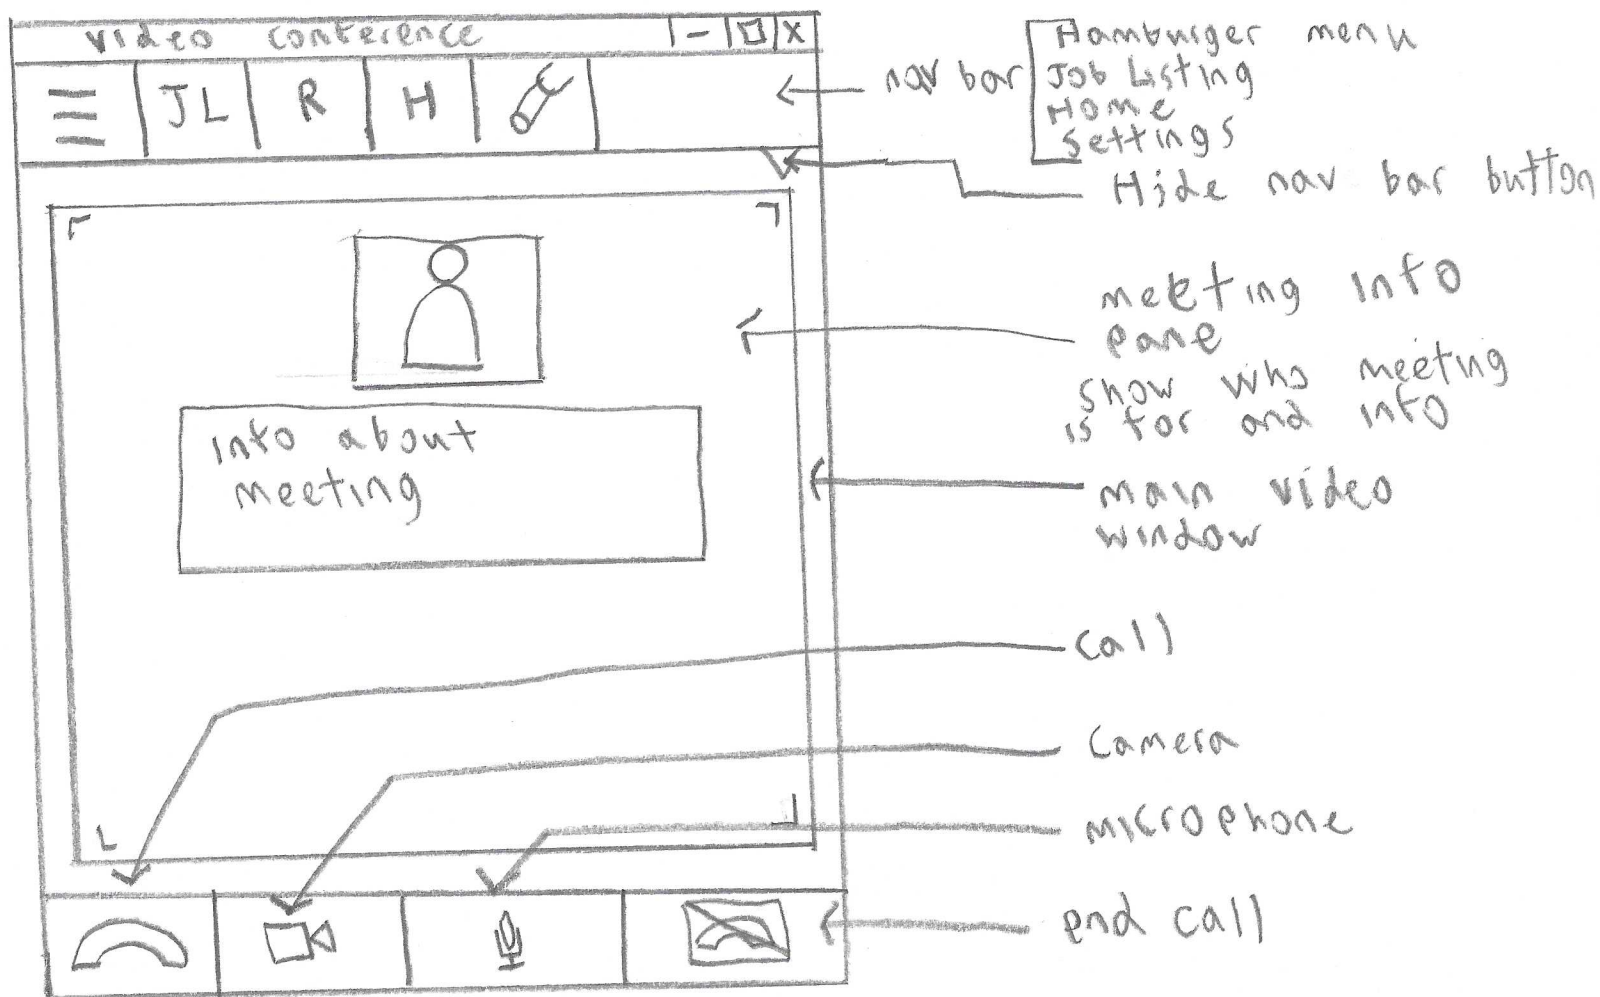 video conference
JL R H
nav bar
Hamburger menu
Job Listing
Home
Settings
Hide nav bar button
meeting info
pane
show who meeting
is for and info
info about
meeting
main video
window
call
camera
microphone
end call